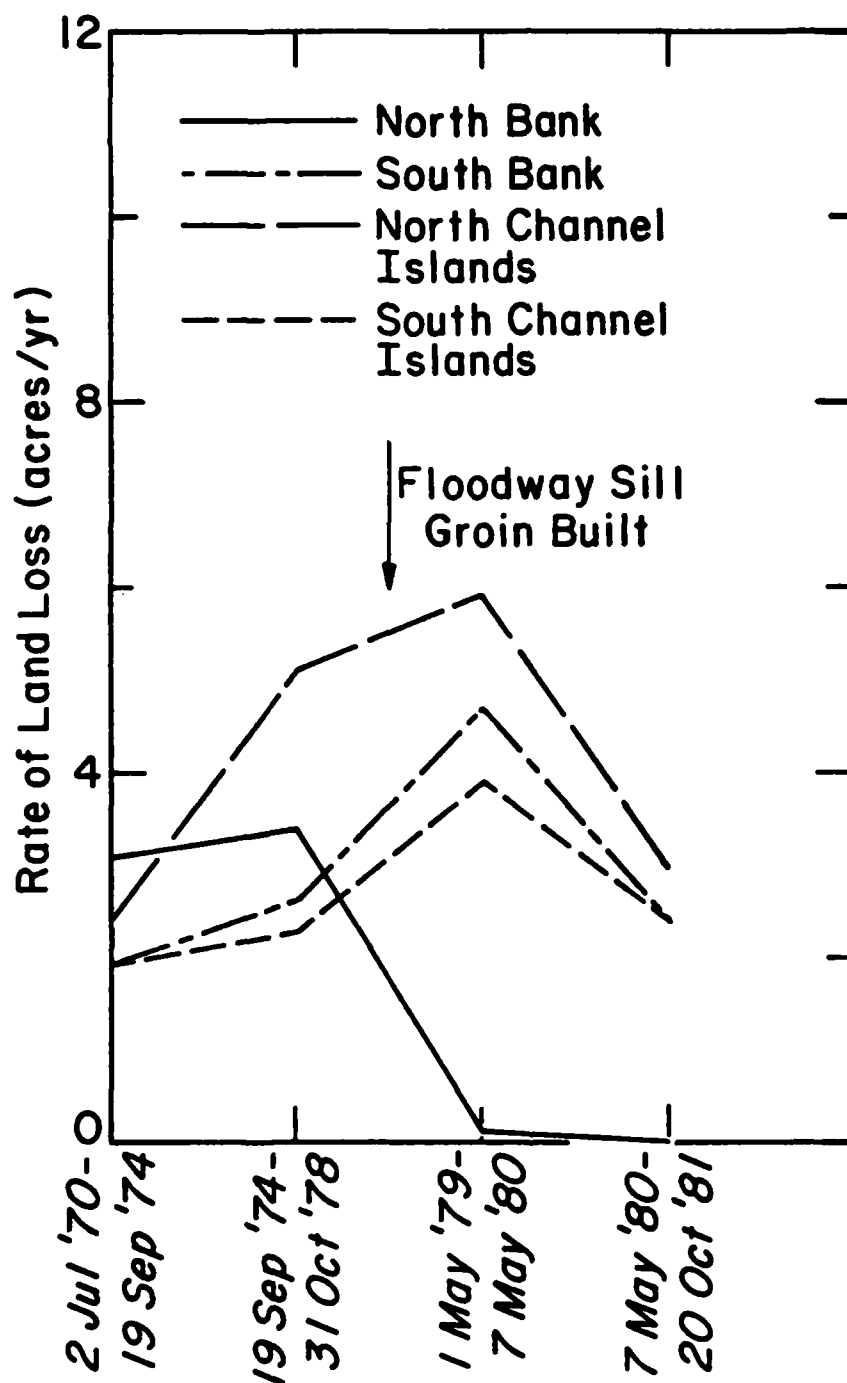 12
North Bank
South Bank
North Channel
Islands
South Channel
Islands
8
Floodway Sill
Groin Built
4
0
Rate of Land Loss (acres/yr)
2 Jul '70-
19 Sep '74
19 Sep '74-
31 Oct '78
1 May '79-
7 May '80
7 May '80-
20 Oct '81